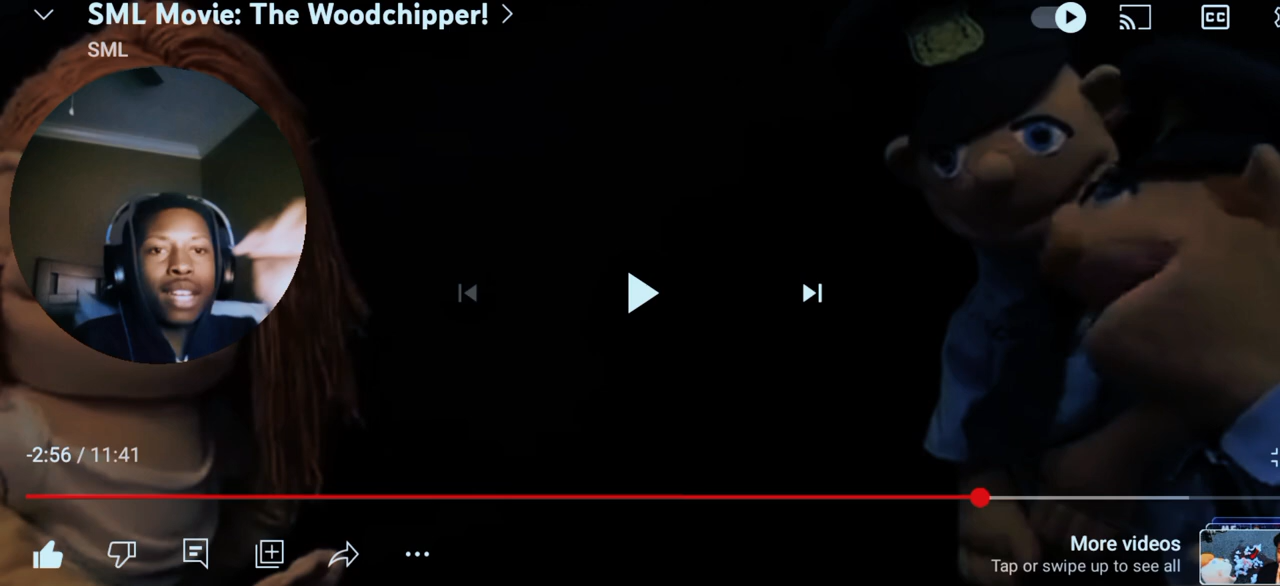 SML Movie: The Woodchipper!
SML
CC
-2:56 / 11:41
More videos
Tap or swipe up to see all